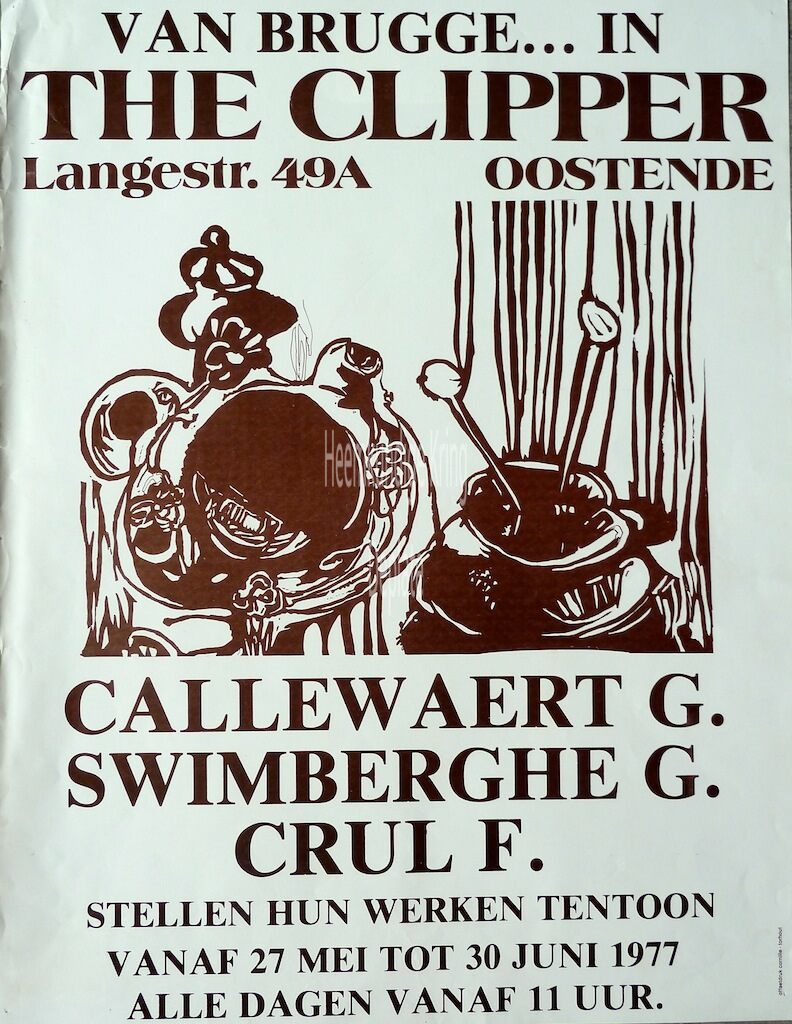 VAN BRUGGE... IN
THE CLIPPER
Langestr. 49A OOSTENDE
CALLEWAERT G.
SWIMBERGHE G.
CRUL F.
STELLEN HUN WERKEN TENTOON
VANAF 27 MEI TOT 30 JUNI 1977
ALLE DAGEN VANAF 11 UUR.